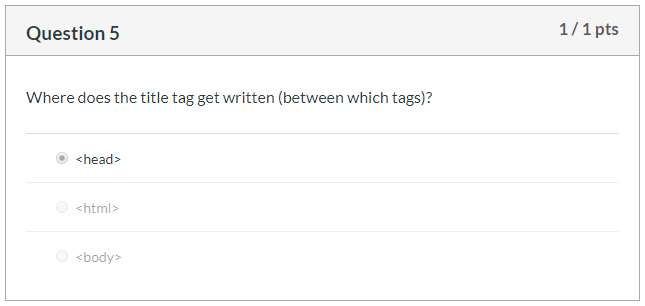 Question 5
1 / 1 pts
Where does the title tag get written (between which tags)?
<head>
<html>
<body>